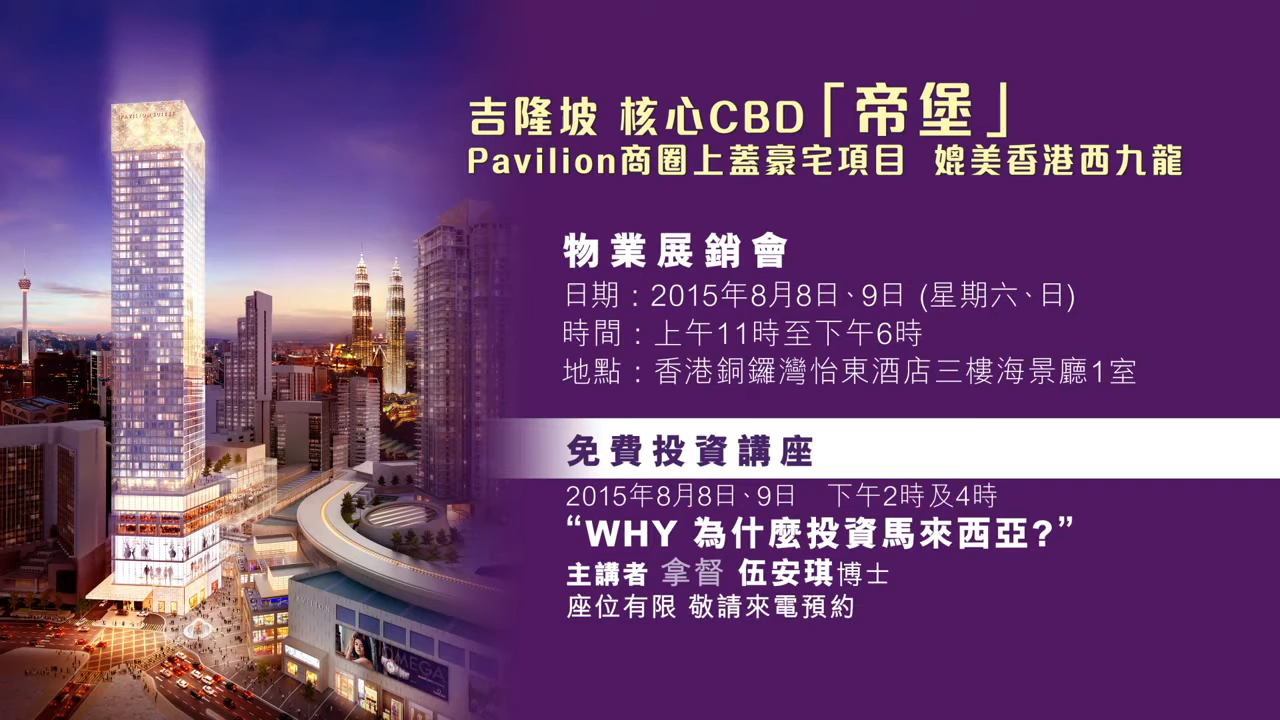 吉隆坡 核心CBD「帝堡」
Pavilion商圈上蓋豪宅項目 媲美香港西九龍
物業展銷會
日期：2015年8月8日、9日 (星期六、日)
時間：上午11時至下午6時
地點：香港銅鑼灣怡東酒店三樓海景廳1室
免費投資講座
2015年8月8日、9日 下午2時及4時
“WHY 為什麼投資馬來西亞?”
主講者 拿督 伍安琪博士
座位有限 敬請來電預約
PAVILION SUITES
PAVILION
OMEGA